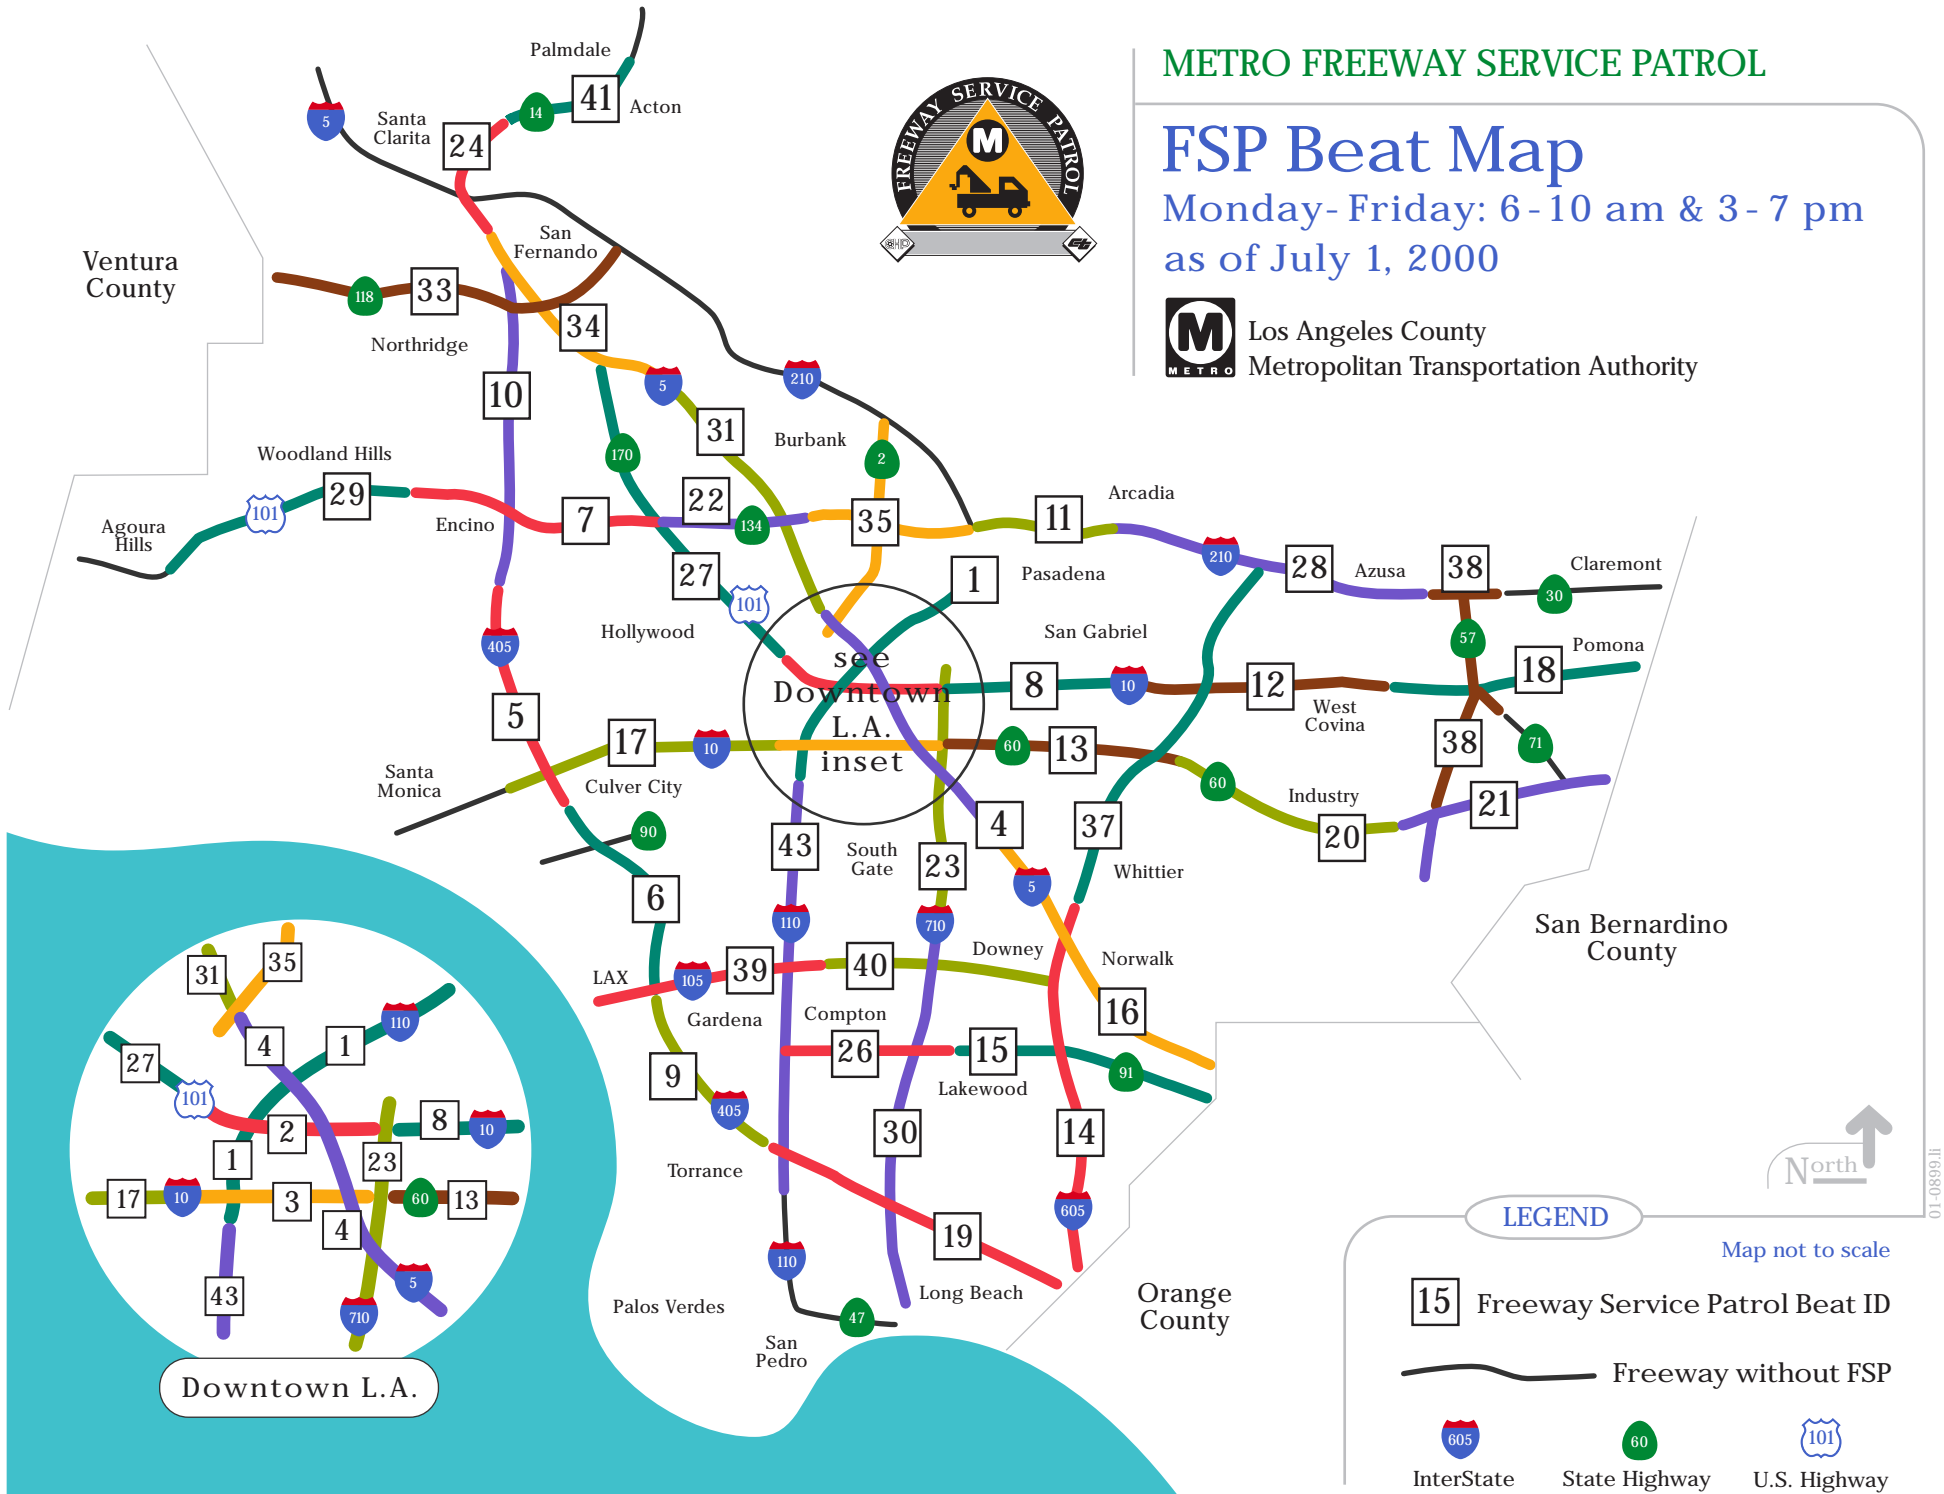 METRO FREEWAY SERVICE PATROL
FSP Beat Map
Monday-Friday: 6-10 am & 3-7 pm
as of July 1, 2000
M
METRO
Los Angeles County
Metropolitan Transportation Authority
FREEWAY SERVICE PATROL
M
CHP
Palmdale
41
Acton
14
5
Santa
Clarita
24
San
Fernando
Ventura
County
118
33
34
Northridge
10
5
210
31
Burbank
2
170
Woodland Hills
29
101
Agoura
Hills
Encino
7
22
134
35
11
Arcadia
210
28
Azusa
38
Claremont
30
27
101
1
Pasadena
Hollywood
405
San Gabriel
57
Pomona
see
Downtown
L.A.
inset
8
10
12
18
West
Covina
5
17
10
60
13
38
71
Santa
Monica
Culver City
60
Industry
21
90
43
South
Gate
4
37
20
23
Whittier
5
6
110
710
Downey
Norwalk
San Bernardino
County
LAX
105
39
40
Gardena
Compton
16
26
15
91
9
Lakewood
405
30
14
Torrance
605
19
110
Palos Verdes
Long Beach
47
San
Pedro
Orange
County
31
35
110
4
1
27
101
2
8
10
1
23
17
10
3
60
13
4
43
5
710
Downtown L.A.
North
01-0899.li
LEGEND
Map not to scale
15
Freeway Service Patrol Beat ID
Freeway without FSP
605
60
101
InterState
State Highway
U.S. Highway